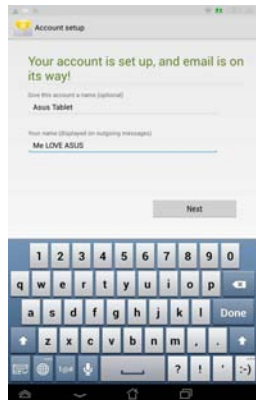 Account setup
Your account is set up, and email is on
its way!
Give this account a name (optional)
Asus Tablet
Your name (displayed on outgoing messages)
Me LOVE ASUS
Next
1 2 3 4 5 6 7 8 9 0
q w e r t y u i o p
a s d f g h j k l Done
z x c v b n m , .
? ! ' :-)